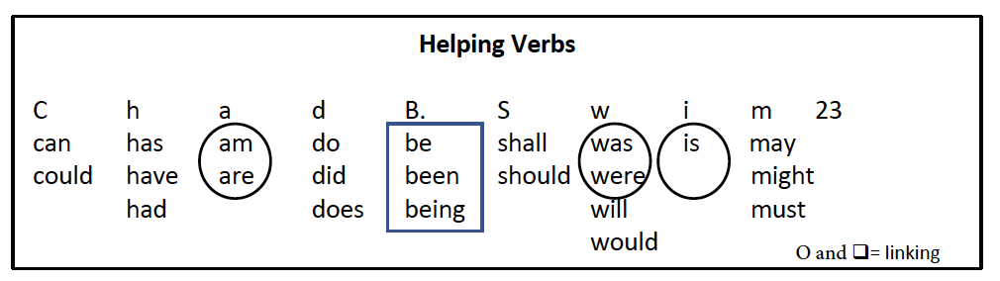 Helping Verbs
C h a d B. S w i m 23
can has am do be shall was is may
could have are did been should were might
had does being will must
would
O and ❑= linking